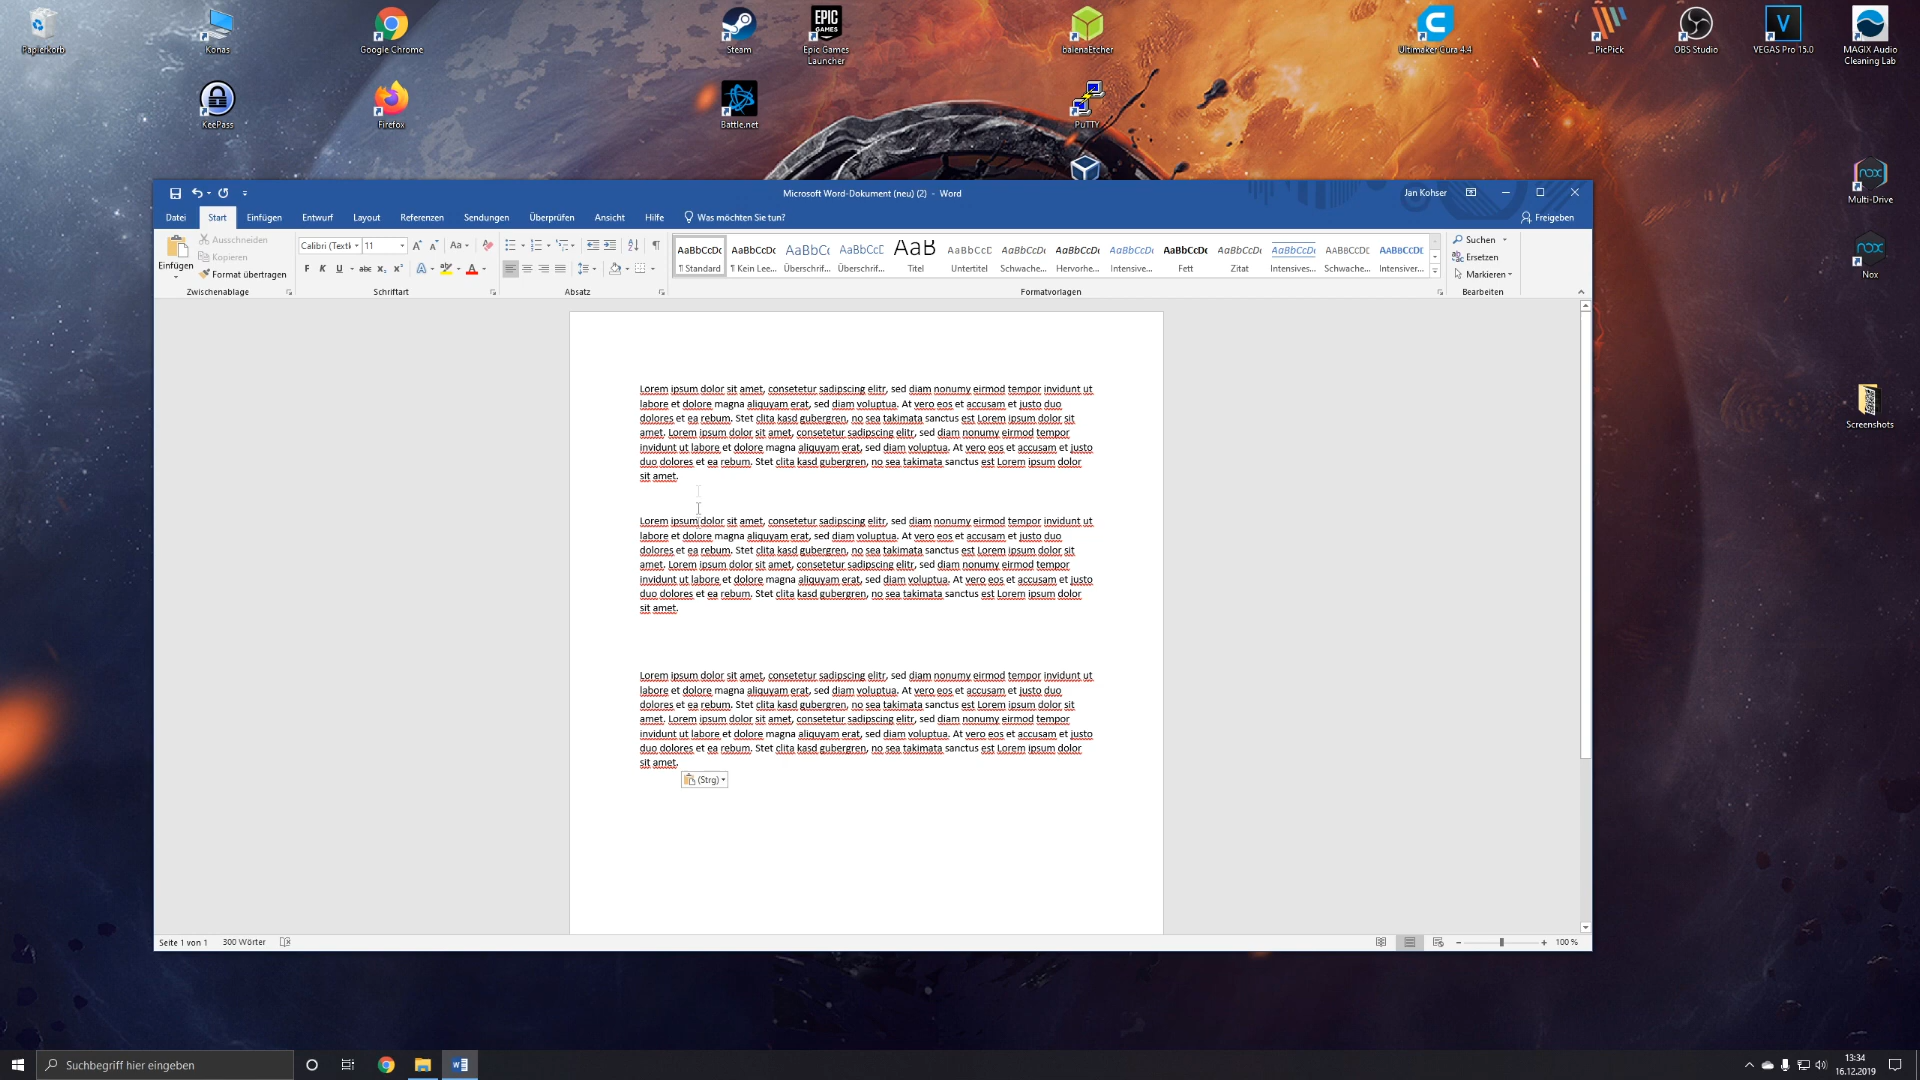 Papierkorb
Konas
Google Chrome
Steam
EPIC GAMES
Epic Games Launcher
balenaEtcher
Ultimaker Cura 4.4
PicPick
OBS Studio
V
VEGAS Pro 15.0
MAGIX Audio Cleaning Lab
KeePass
Firefox
Battle.net
PuTTY
nox
Multi-Drive
nox
Nox
Screenshots
Microsoft Word-Dokument (neu) (2) - Word
Jan Kohser
Datei Start Einfügen Entwurf Layout Referenzen Sendungen Überprüfen Ansicht Hilfe Was möchten Sie tun? Freigeben
Einfügen
Ausschneiden
Kopieren
Format übertragen
Zwischenablage
Calibri (Textk 11
Aa
F K U abc x₂ x²
A A
Schriftart
Absatz
AaBbCcDc AaBbCcDc AaBbCc AaBbCcD AaB AaBbCcD AaBbCcDc AaBbCcDc AaBbCcDc AaBbCcDc AaBbCcDc AaBbCcDc AABBCCDC AABBCCDC
¶ Standard ¶ Kein Lee... Überschrif... Überschrif... Titel Untertitel Schwache... Hervorhe... Intensive... Fett Zitat Intensives... Schwache... Intensiver...
Formatvorlagen
Suchen
Ersetzen
Markieren
Bearbeiten
Lorem ipsum dolor sit amet, consetetur sadipscing elitr, sed diam nonumy eirmod tempor invidunt ut
labore et dolore magna aliquyam erat, sed diam voluptua. At vero eos et accusam et justo duo
dolores et ea rebum. Stet clita kasd gubergren, no sea takimata sanctus est Lorem ipsum dolor sit
amet. Lorem ipsum dolor sit amet, consetetur sadipscing elitr, sed diam nonumy eirmod tempor
invidunt ut labore et dolore magna aliquyam erat, sed diam voluptua. At vero eos et accusam et justo
duo dolores et ea rebum. Stet clita kasd gubergren, no sea takimata sanctus est Lorem ipsum dolor
sit amet.
Lorem ipsum dolor sit amet, consetetur sadipscing elitr, sed diam nonumy eirmod tempor invidunt ut
labore et dolore magna aliquyam erat, sed diam voluptua. At vero eos et accusam et justo duo
dolores et ea rebum. Stet clita kasd gubergren, no sea takimata sanctus est Lorem ipsum dolor sit
amet. Lorem ipsum dolor sit amet, consetetur sadipscing elitr, sed diam nonumy eirmod tempor
invidunt ut labore et dolore magna aliquyam erat, sed diam voluptua. At vero eos et accusam et justo
duo dolores et ea rebum. Stet clita kasd gubergren, no sea takimata sanctus est Lorem ipsum dolor
sit amet.
Lorem ipsum dolor sit amet, consetetur sadipscing elitr, sed diam nonumy eirmod tempor invidunt ut
labore et dolore magna aliquyam erat, sed diam voluptua. At vero eos et accusam et justo duo
dolores et ea rebum. Stet clita kasd gubergren, no sea takimata sanctus est Lorem ipsum dolor sit
amet. Lorem ipsum dolor sit amet, consetetur sadipscing elitr, sed diam nonumy eirmod tempor
invidunt ut labore et dolore magna aliquyam erat, sed diam voluptua. At vero eos et accusam et justo
duo dolores et ea rebum. Stet clita kasd gubergren, no sea takimata sanctus est Lorem ipsum dolor
sit amet.
(Strg)
Seite 1 von 1 300 Wörter
100 %
Suchbegriff hier eingeben
13:34
16.12.2019